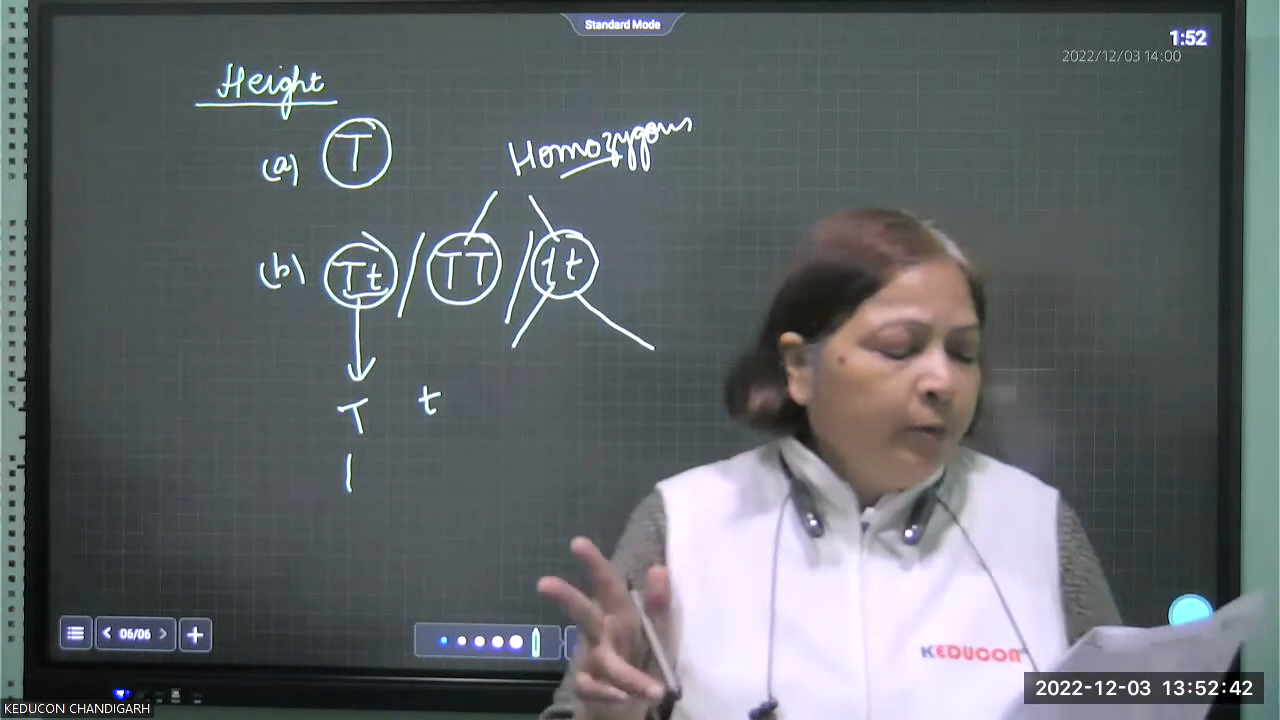 Standard Mode
1:52
2022/12/03 14:00
Height
(a) T
Homozygous
(b) Tt / TT / tt
T t
06/06
KEDUCON
2022-12-03 13:52:42
KEDUCON CHANDIGARH